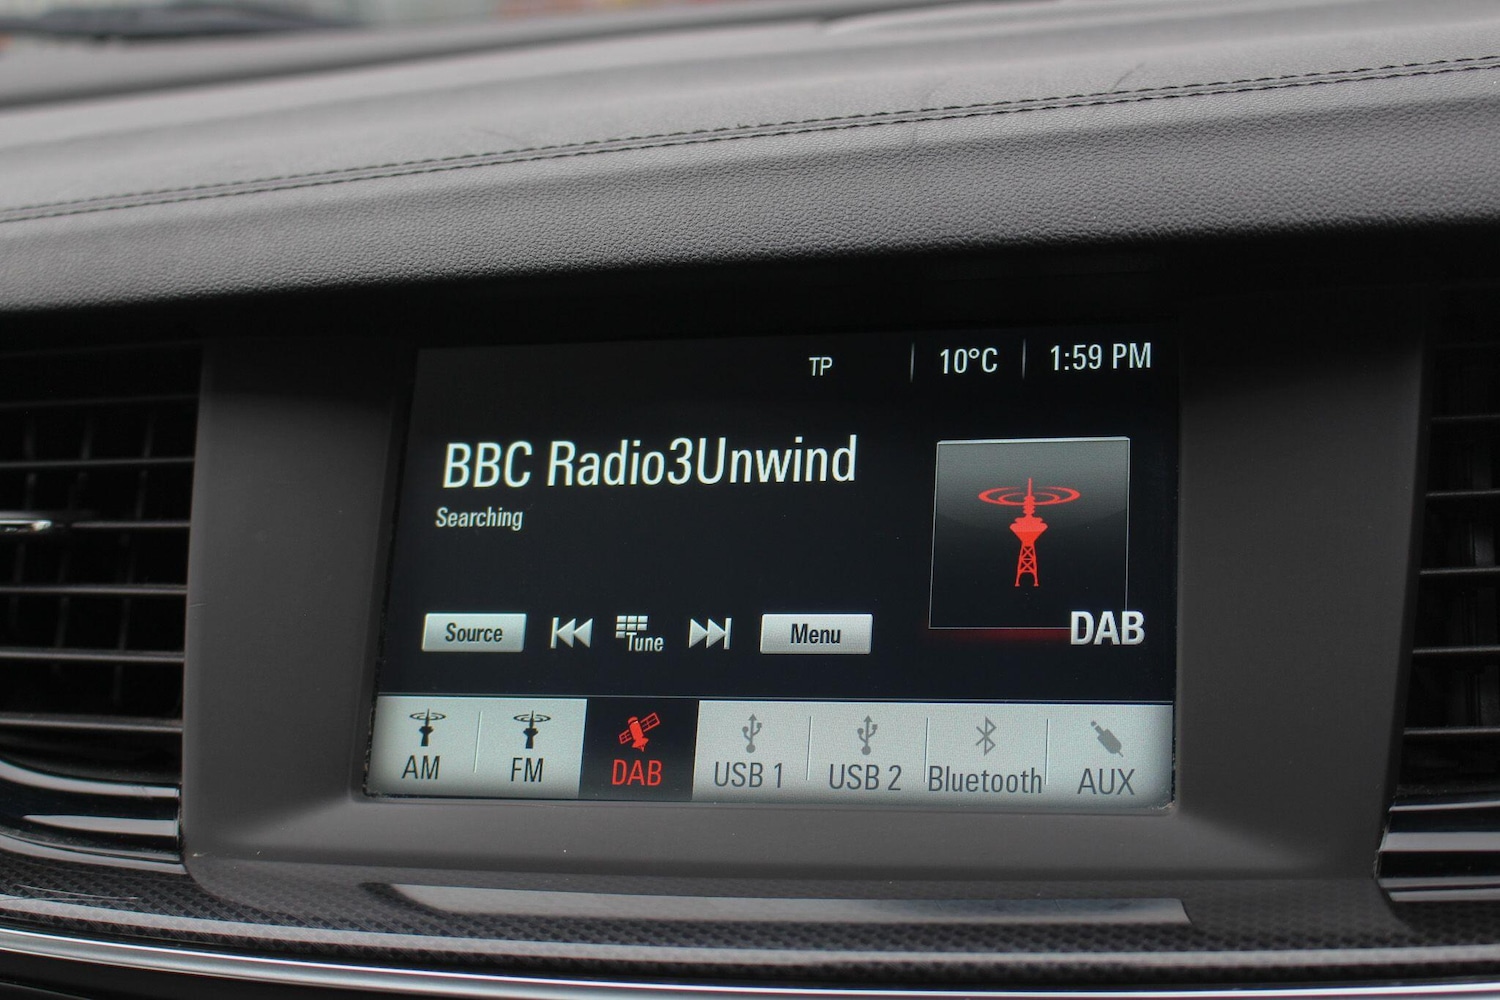 TP 10°C 1:59 PM
BBC Radio3Unwind
Searching
Source Tune Menu
DAB
AM FM DAB USB 1 USB 2 Bluetooth AUX